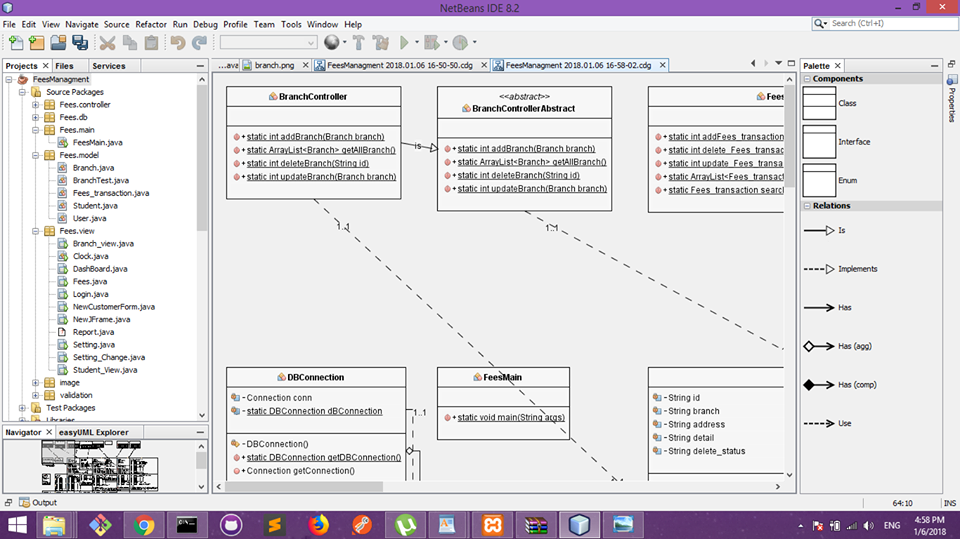 NetBeans IDE 8.2
File Edit View Navigate Source Refactor Run Debug Profile Team Tools Window Help
Search (Ctrl+I)
Projects
Files
Services
FeesManagment
Source Packages
Fees.controller
Fees.db
Fees.main
FeesMain.java
Fees.model
Branch.java
BranchTest.java
Fees_transaction.java
Student.java
User.java
Fees.view
Branch_view.java
Clock.java
DashBoard.java
Fees.java
Login.java
NewCustomerForm.java
NewJFrame.java
Report.java
Setting.java
Setting_Change.java
Student_View.java
image
validation
Test Packages
Libraries
Navigator
easyUML Explorer
...ava
branch.png
FeesManagment 2018.01.06 16-50-50.cdg
FeesManagment 2018.01.06 16-58-02.cdg
BranchController
+ static int addBranch(Branch branch)
+ static ArrayList<Branch> getAllBranch()
+ static int deleteBranch(String id)
+ static int updateBranch(Branch branch)
is
<<abstract>>
BranchControllerAbstract
+ static int addBranch(Branch branch)
+ static ArrayList<Branch> getAllBranch()
+ static int deleteBranch(String id)
+ static int updateBranch(Branch branch)
Fees
+ static int addFees_transaction
+ static int delete_Fees_transac
+ static int update_Fees_transa
+ static ArrayList<Fees_transac
+ static Fees_transaction searc
1..1
1..1
DBConnection
- Connection conn
- static DBConnection dBConnection
- DBConnection()
+ static DBConnection getDBConnection()
+ Connection getConnection()
1..1
FeesMain
+ static void main(String args)
- String id
- String branch
- String address
- String detail
- String delete_status
Palette
Components
Class
Interface
Enum
Relations
Is
Implements
Has
Has (agg)
Has (comp)
Use
Properties
Output
64:10
INS
ENG
4:58 PM
1/6/2018